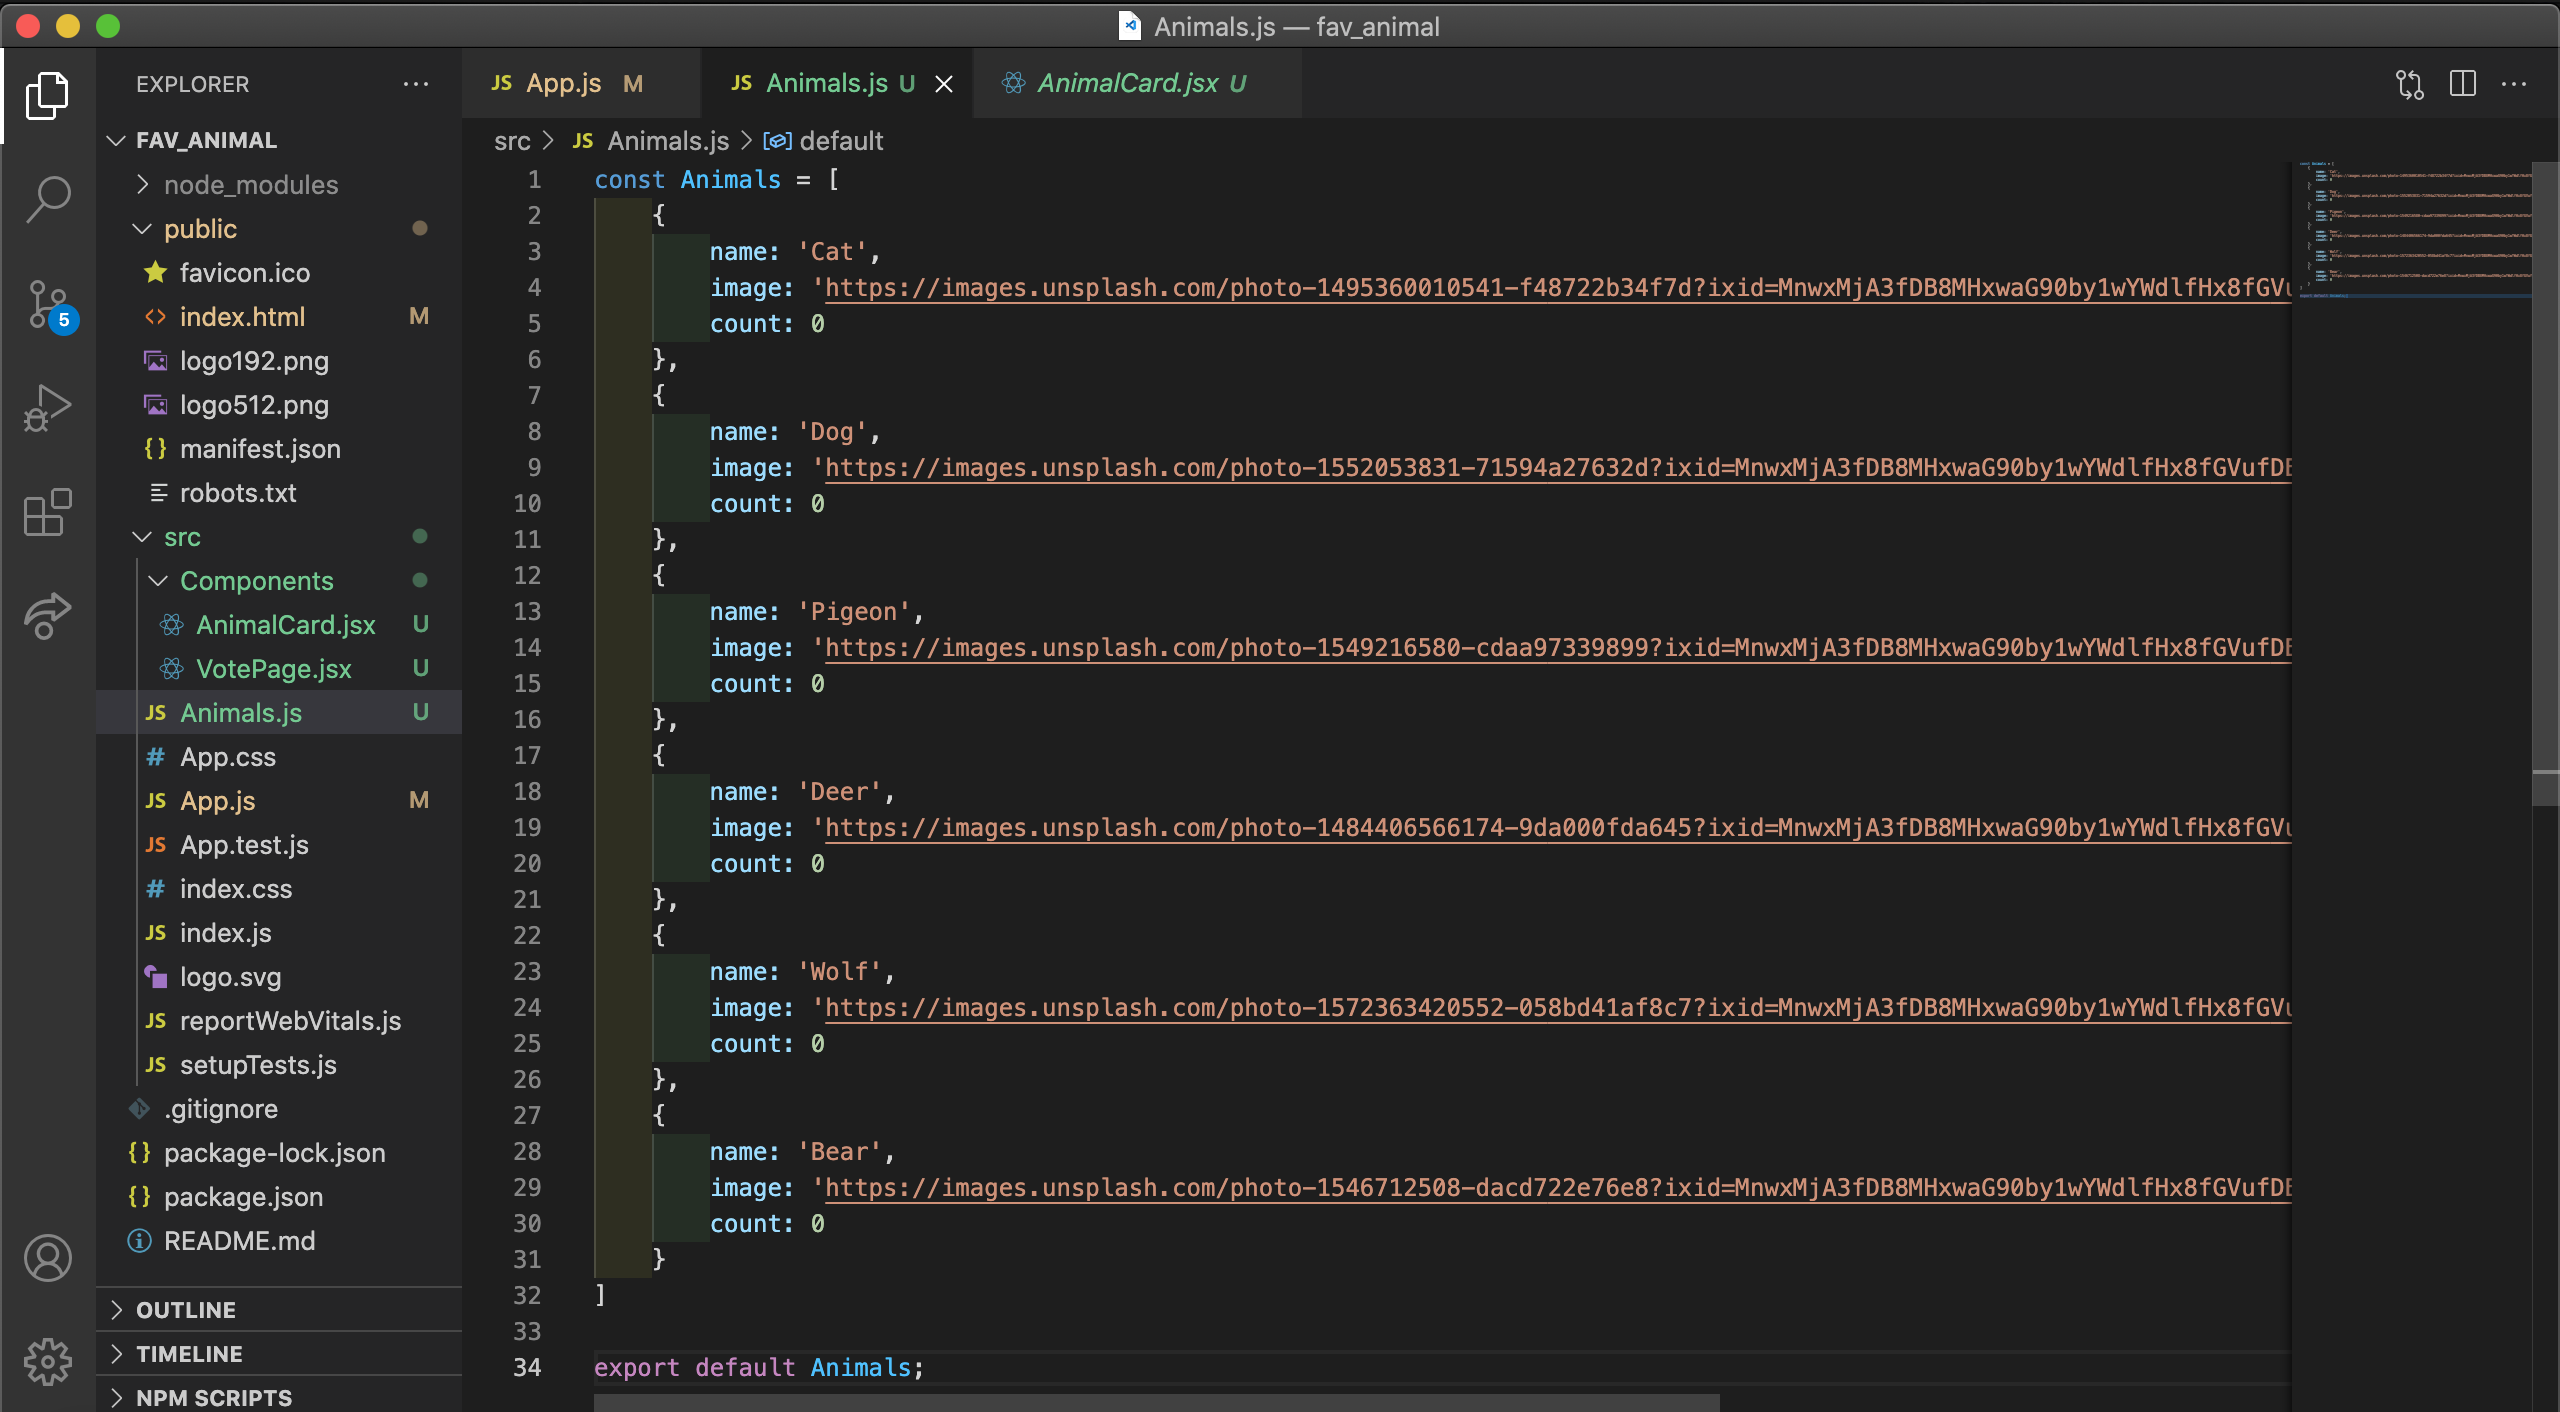 Animals.js — fav_animal
EXPLORER
App.js M
Animals.js U
AnimalCard.jsx U
FAV_ANIMAL
src > JS Animals.js > default
node_modules
public
favicon.ico
index.html M
logo192.png
logo512.png
manifest.json
robots.txt
src
Components
AnimalCard.jsx U
VotePage.jsx U
Animals.js U
App.css
App.js M
App.test.js
index.css
index.js
logo.svg
reportWebVitals.js
setupTests.js
.gitignore
package-lock.json
package.json
README.md
OUTLINE
TIMELINE
NPM SCRIPTS
5
1 const Animals = [
2 {
3 name: 'Cat',
4 image: 'https://images.unsplash.com/photo-1495360010541-f48722b34f7d?ixid=MnwxMjA3fDB8MHxwaG90by1wYWdlfHx8fGVu
5 count: 0
6 },
7 {
8 name: 'Dog',
9 image: 'https://images.unsplash.com/photo-1552053831-71594a27632d?ixid=MnwxMjA3fDB8MHxwaG90by1wYWdlfHx8fGVufDE
10 count: 0
11 },
12 {
13 name: 'Pigeon',
14 image: 'https://images.unsplash.com/photo-1549216580-cdaa97339899?ixid=MnwxMjA3fDB8MHxwaG90by1wYWdlfHx8fGVufDE
15 count: 0
16 },
17 {
18 name: 'Deer',
19 image: 'https://images.unsplash.com/photo-1484406566174-9da000fda645?ixid=MnwxMjA3fDB8MHxwaG90by1wYWdlfHx8fGVu
20 count: 0
21 },
22 {
23 name: 'Wolf',
24 image: 'https://images.unsplash.com/photo-1572363420552-058bd41af8c7?ixid=MnwxMjA3fDB8MHxwaG90by1wYWdlfHx8fGVu
25 count: 0
26 },
27 {
28 name: 'Bear',
29 image: 'https://images.unsplash.com/photo-1546712508-dacd722e76e8?ixid=MnwxMjA3fDB8MHxwaG90by1wYWdlfHx8fGVufDE
30 count: 0
31 }
32 ]
33
34 export default Animals;